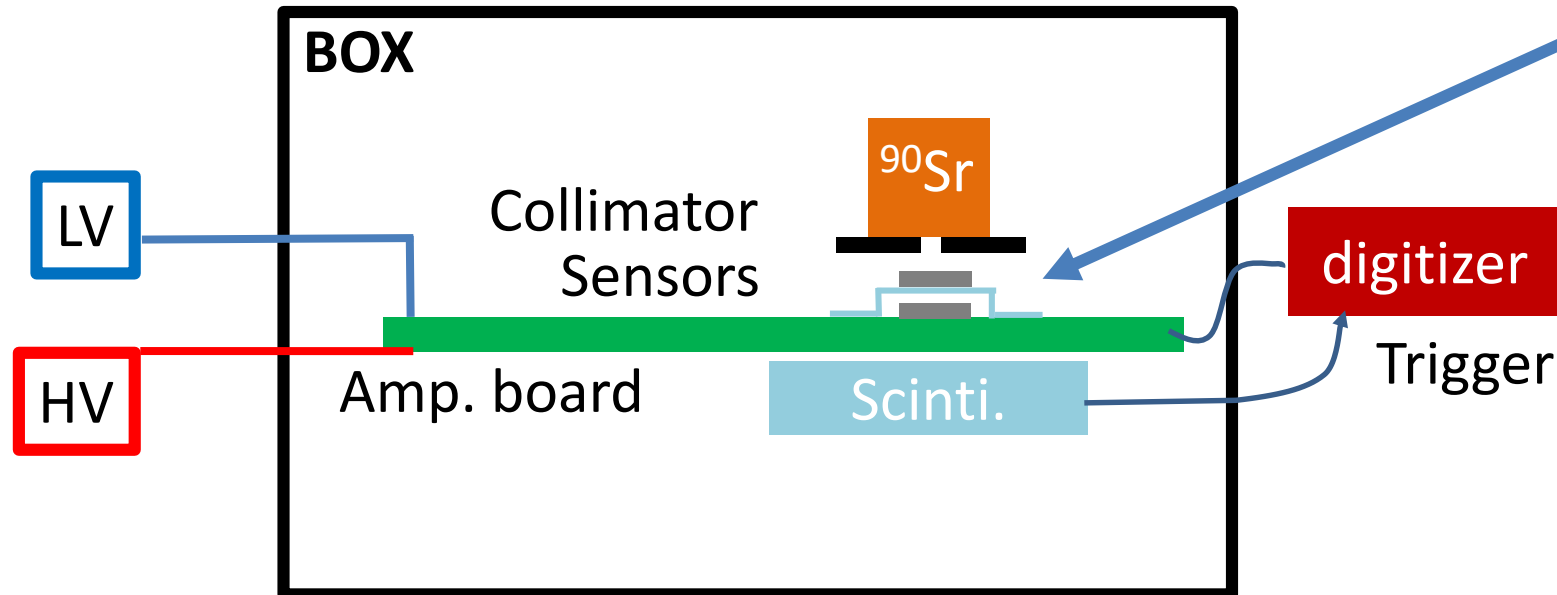 BOX
⁹⁰Sr
Collimator
Sensors
LV
digitizer
HV
Amp. board
Scinti.
Trigger